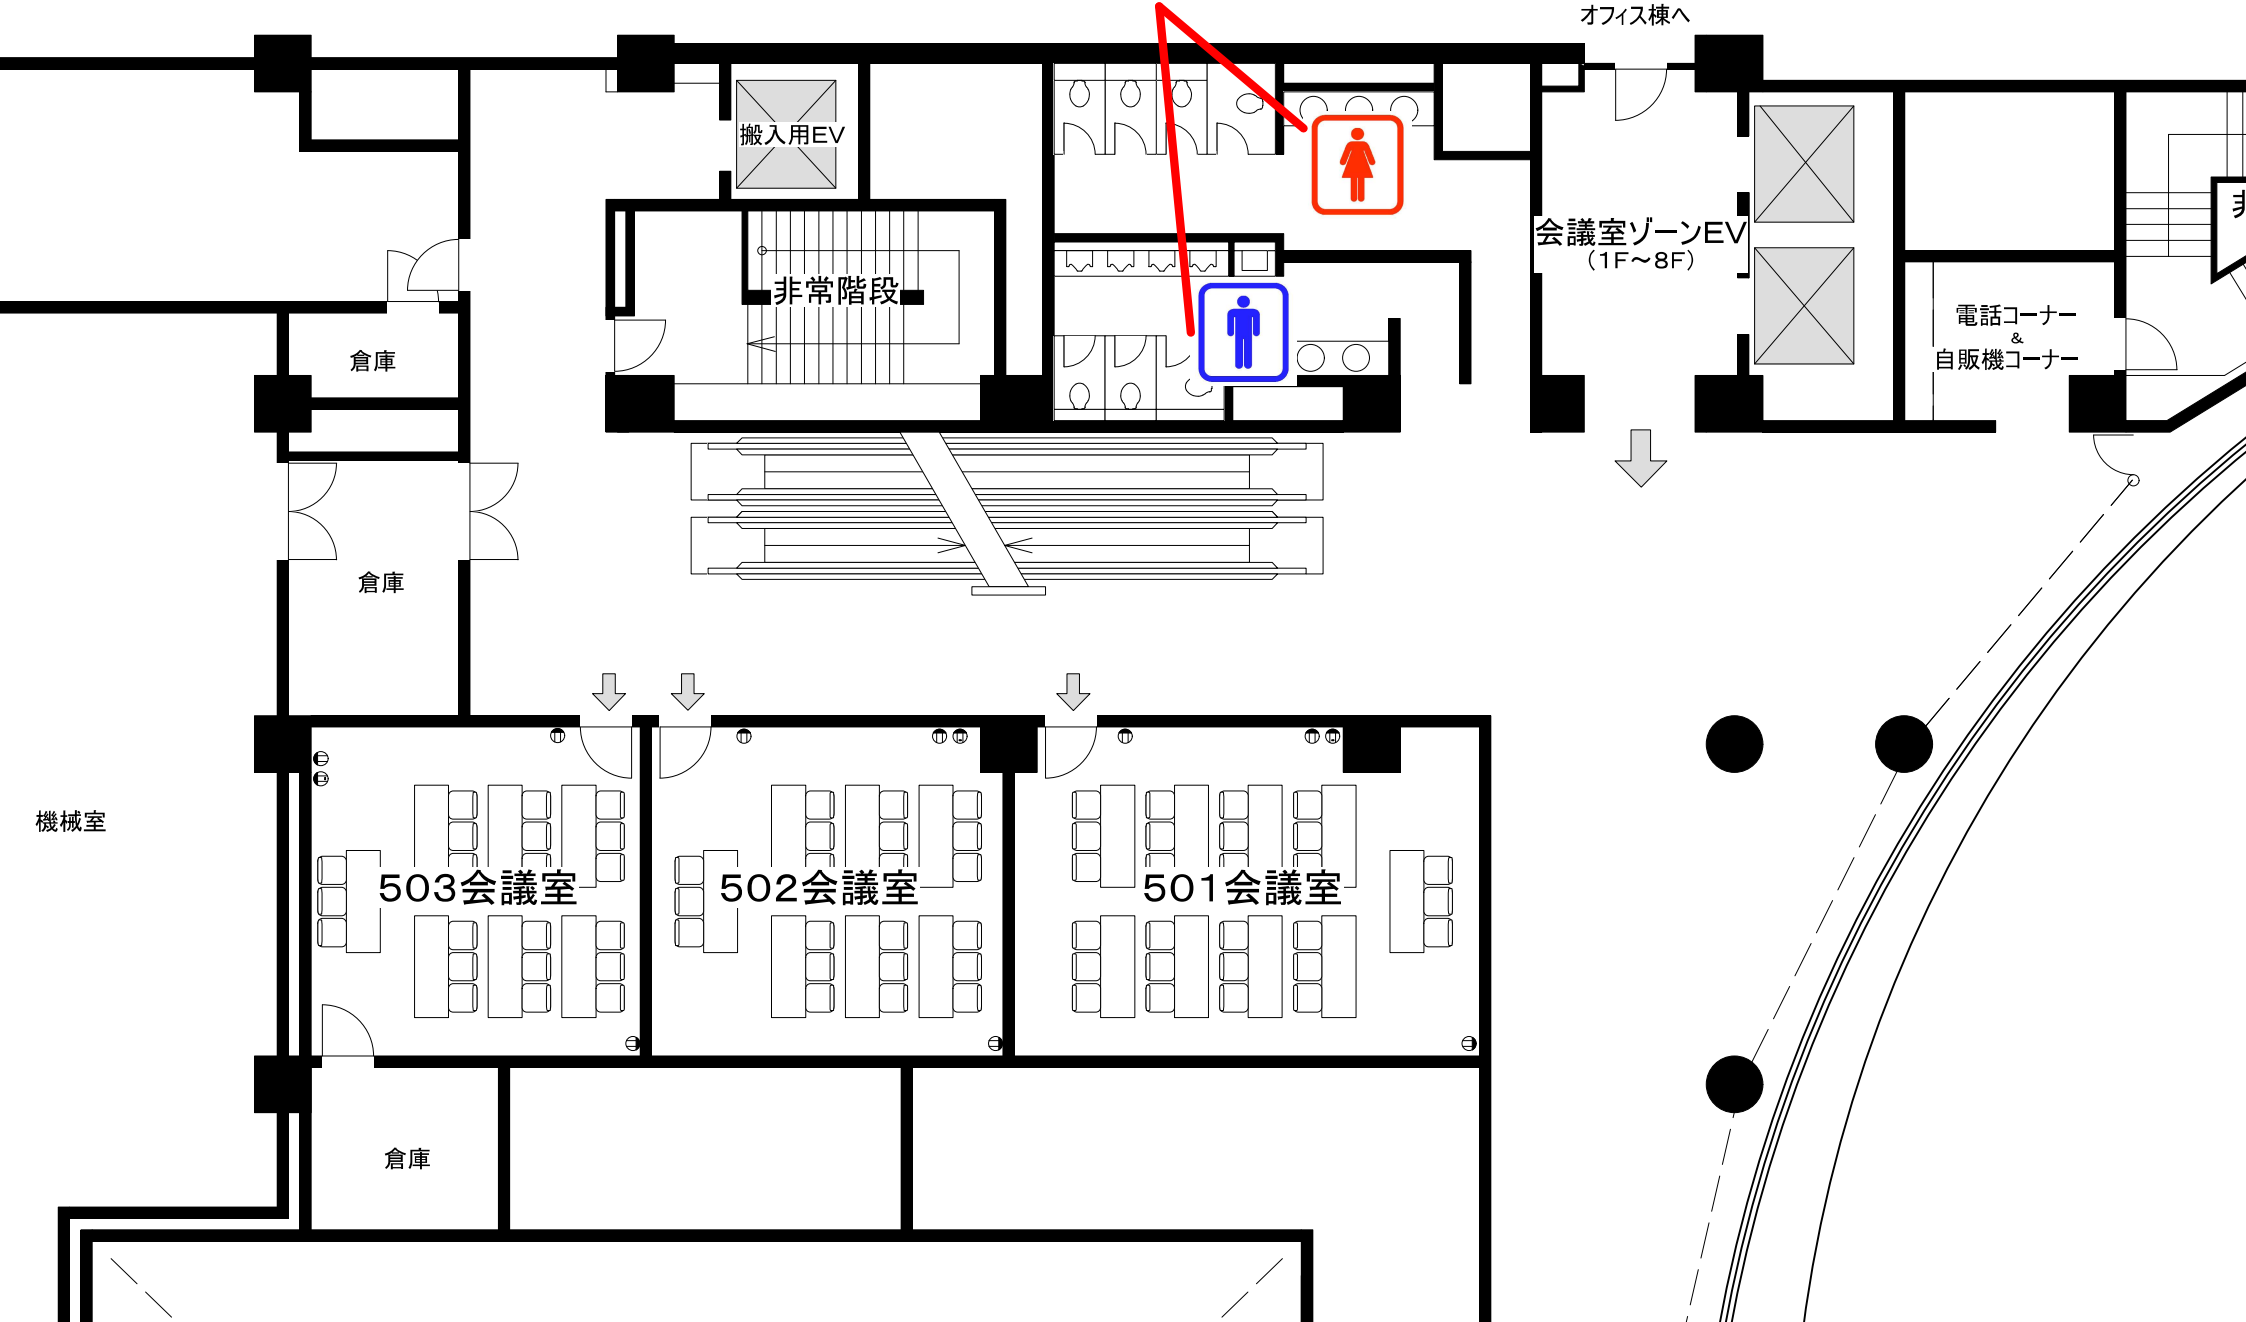 オフィス棟へ
搬入用EV
会議室ゾーンEV
(1F～8F)
非常階段
電話コーナー
&
自販機コーナー
倉庫
倉庫
機械室
503会議室
502会議室
501会議室
倉庫